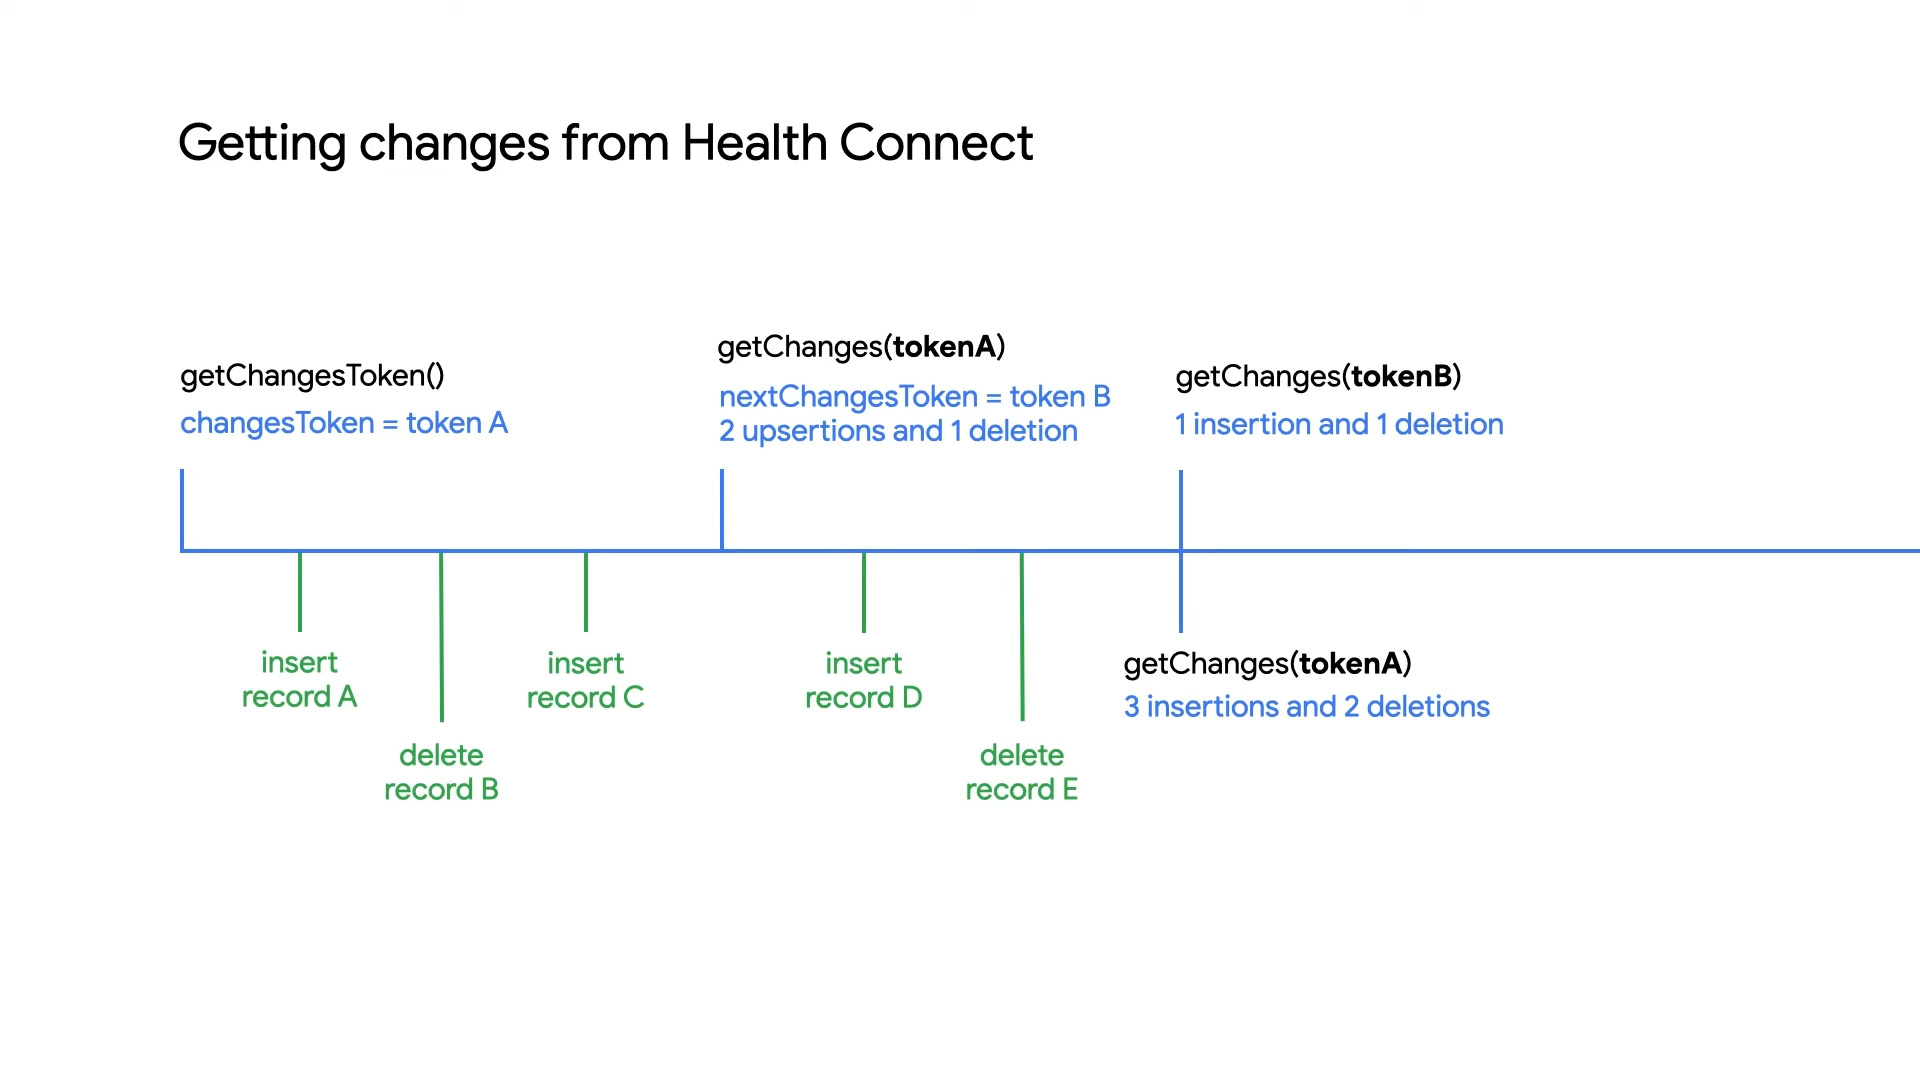 Getting changes from Health Connect
getChangesToken()
changesToken = token A
getChanges(tokenA)
nextChangesToken = token B
2 upsertions and 1 deletion
getChanges(tokenB)
1 insertion and 1 deletion
insert
record A
delete
record B
insert
record C
insert
record D
delete
record E
getChanges(tokenA)
3 insertions and 2 deletions